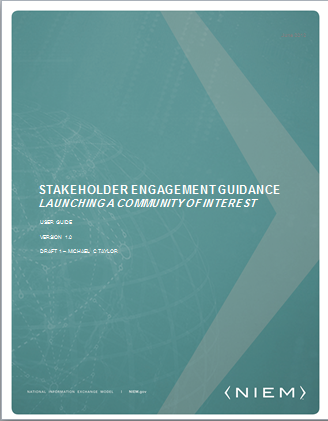 STAKEHOLDER ENGAGEMENT GUIDANCE
LAUNCHING A COMMUNITY OF INTEREST
USER GUIDE
VERSION 1.0
DRAFT 1 – MICHAEL C TAYLOR
NATIONAL INFORMATION EXCHANGE MODEL / NIEM.gov
〈NIEM〉